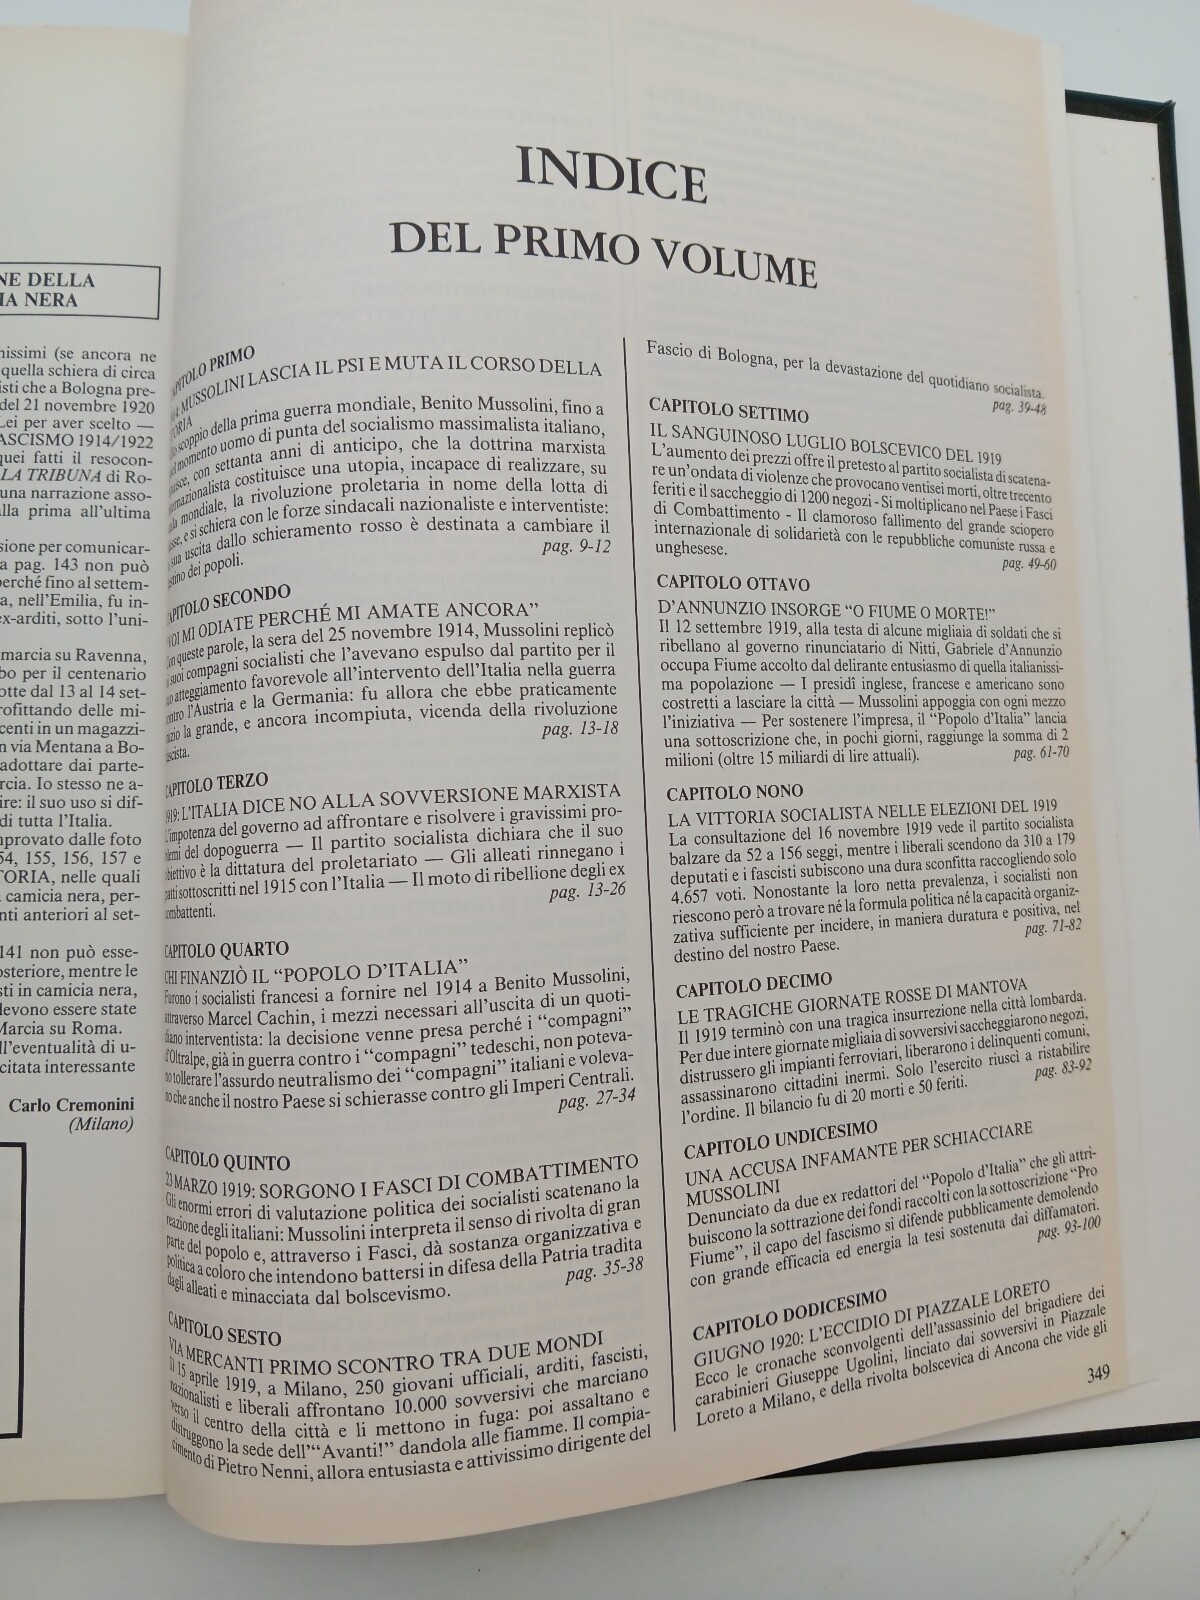 NE DELLA
IA NERA
nissimi (se ancora ne
quella schiera di circa
isti che a Bologna pre-
del 21 novembre 1920
Lei per aver scelto —
ASCISMO 1914/1922
quei fatti il resocon-
LA TRIBUNA di Ro-
una narrazione asso-
lla prima all'ultima
sione per comunicar-
a pag. 143 non può
perché fino al settem-
a, nell'Emilia, fu in-
ex-arditi, sotto l'uni-
marcia su Ravenna,
bo per il centenario
otte dal 13 al 14 set-
rofittando delle mi-
centi in un magazzi-
n via Mentana a Bo-
adottare dai parte-
rcia. Io stesso ne a-
ire: il suo uso si dif-
di tutta l'Italia.
mprovato dalle foto
54, 155, 156, 157 e
TORIA, nelle quali
camicia nera, per-
nti anteriori al set-
141 non può esse-
osteriore, mentre le
sti in camicia nera,
devono essere state
Marcia su Roma.
ll'eventualità di u-
citata interessante
Carlo Cremonini
(Milano)
INDICE
DEL PRIMO VOLUME
APITOLO PRIMO
MUSSOLINI LASCIA IL PSI E MUTA IL CORSO DELLA
ORIA
scoppio della prima guerra mondiale, Benito Mussolini, fino a
momento uomo di punta del socialismo massimalista italiano,
isce, con settanta anni di anticipo, che la dottrina marxista
rnazionalista costituisce una utopia, incapace di realizzare, su
mondiale, la rivoluzione proletaria in nome della lotta di
sse, e si schiera con le forze sindacali nazionaliste e interventiste:
sua uscita dallo schieramento rosso è destinata a cambiare il
stino dei popoli.
pag. 9-12
APITOLO SECONDO
VOI MI ODIATE PERCHÉ MI AMATE ANCORA”
Con queste parole, la sera del 25 novembre 1914, Mussolini replicò
suoi compagni socialisti che l'avevano espulso dal partito per il
uo atteggiamento favorevole all'intervento dell'Italia nella guerra
ontro l'Austria e la Germania: fu allora che ebbe praticamente
nizio la grande, e ancora incompiuta, vicenda della rivoluzione
ascista.
pag. 13-18
APITOLO TERZO
1919: L'ITALIA DICE NO ALLA SOVVERSIONE MARXISTA
L'impotenza del governo ad affrontare e risolvere i gravissimi pro-
blemi del dopoguerra — Il partito socialista dichiara che il suo
obiettivo è la dittatura del proletariato — Gli alleati rinnegano i
patti sottoscritti nel 1915 con l'Italia — Il moto di ribellione degli ex
combattenti.
pag. 13-26
CAPITOLO QUARTO
CHI FINANZIÒ IL “POPOLO D'ITALIA”
Furono i socialisti francesi a fornire nel 1914 a Benito Mussolini,
attraverso Marcel Cachin, i mezzi necessari all'uscita di un quoti-
diano interventista: la decisione venne presa perché i “compagni”
d'Oltralpe, già in guerra contro i “compagni” tedeschi, non poteva-
no tollerare l'assurdo neutralismo dei “compagni” italiani e voleva-
no che anche il nostro Paese si schierasse contro gli Imperi Centrali.
pag. 27-34
CAPITOLO QUINTO
23 MARZO 1919: SORGONO I FASCI DI COMBATTIMENTO
Gli enormi errori di valutazione politica dei socialisti scatenano la
reazione degli italiani: Mussolini interpreta il senso di rivolta di gran
parte del popolo e, attraverso i Fasci, dà sostanza organizzativa e
politica a coloro che intendono battersi in difesa della Patria tradita
dagli alleati e minacciata dal bolscevismo.
pag. 35-38
CAPITOLO SESTO
VIA MERCANTI PRIMO SCONTRO TRA DUE MONDI
Il 15 aprile 1919, a Milano, 250 giovani ufficiali, arditi, fascisti,
nazionalisti e liberali affrontano 10.000 sovversivi che marciano
verso il centro della città e li mettono in fuga: poi assaltano e
distruggono la sede dell'“Avanti!” dandola alle fiamme. Il compia-
cimento di Pietro Nenni, allora entusiasta e attivissimo dirigente del
Fascio di Bologna, per la devastazione del quotidiano socialista.
pag. 39-48
CAPITOLO SETTIMO
IL SANGUINOSO LUGLIO BOLSCEVICO DEL 1919
L'aumento dei prezzi offre il pretesto al partito socialista di scatena-
re un'ondata di violenze che provocano ventisei morti, oltre trecento
feriti e il saccheggio di 1200 negozi - Si moltiplicano nel Paese i Fasci
di Combattimento - Il clamoroso fallimento del grande sciopero
internazionale di solidarietà con le repubbliche comuniste russa e
unghesese.
pag. 49-60
CAPITOLO OTTAVO
D'ANNUNZIO INSORGE “O FIUME O MORTE!”
Il 12 settembre 1919, alla testa di alcune migliaia di soldati che si
ribellano al governo rinunciatario di Nitti, Gabriele d'Annunzio
occupa Fiume accolto dal delirante entusiasmo di quella italianissi-
ma popolazione — I presidî inglese, francese e americano sono
costretti a lasciare la città — Mussolini appoggia con ogni mezzo
l'iniziativa — Per sostenere l'impresa, il “Popolo d'Italia” lancia
una sottoscrizione che, in pochi giorni, raggiunge la somma di 2
milioni (oltre 15 miliardi di lire attuali).
pag. 61-70
CAPITOLO NONO
LA VITTORIA SOCIALISTA NELLE ELEZIONI DEL 1919
La consultazione del 16 novembre 1919 vede il partito socialista
balzare da 52 a 156 seggi, mentre i liberali scendono da 310 a 179
deputati e i fascisti subiscono una dura sconfitta raccogliendo solo
4.657 voti. Nonostante la loro netta prevalenza, i socialisti non
riescono però a trovare né la formula politica né la capacità organiz-
zativa sufficiente per incidere, in maniera duratura e positiva, nel
destino del nostro Paese.
pag. 71-82
CAPITOLO DECIMO
LE TRAGICHE GIORNATE ROSSE DI MANTOVA
Il 1919 terminò con una tragica insurrezione nella città lombarda.
Per due intere giornate migliaia di sovversivi saccheggiarono negozi,
distrussero gli impianti ferroviari, liberarono i delinquenti comuni,
assassinarono cittadini inermi. Solo l'esercito riuscì a ristabilire
l'ordine. Il bilancio fu di 20 morti e 50 feriti.
pag. 83-92
CAPITOLO UNDICESIMO
UNA ACCUSA INFAMANTE PER SCHIACCIARE
MUSSOLINI
Denunciato da due ex redattori del “Popolo d'Italia” che gli attri-
buiscono la sottrazione dei fondi raccolti con la sottoscrizione “Pro
Fiume”, il capo del fascismo si difende pubblicamente demolendo
con grande efficacia ed energia la tesi sostenuta dai diffamatori.
pag. 93-100
CAPITOLO DODICESIMO
GIUGNO 1920: L'ECCIDIO DI PIAZZALE LORETO
Ecco le cronache sconvolgenti dell'assassinio del brigadiere dei
carabinieri Giuseppe Ugolini, linciato dai sovversivi in Piazzale
Loreto a Milano, e della rivolta bolscevica di Ancona che vide gli
349